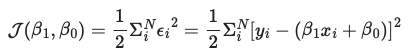 𝒥(β₁, β₀) = 1/2 Σᵢᴺ ϵᵢ² = 1/2 Σᵢᴺ [yᵢ − (β₁xᵢ + β₀)]²